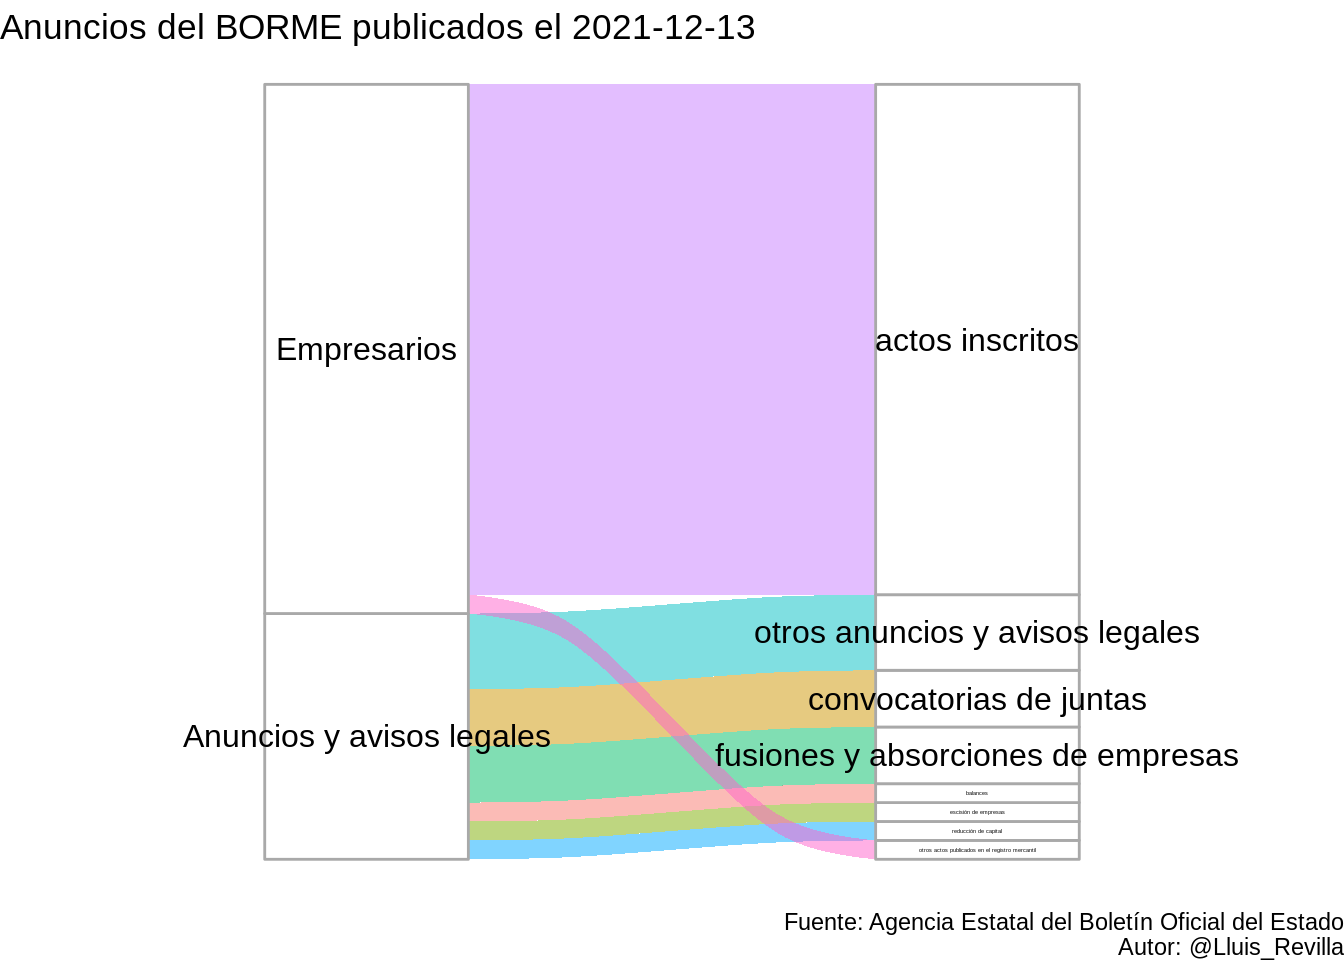 Anuncios del BORME publicados el 2021-12-13
Empresarios
actos inscritos
otros anuncios y avisos legales
convocatorias de juntas
Anuncios y avisos legales
fusiones y absorciones de empresas
balances
escisión de empresas
reducción de capital
otros actos publicados en el registro mercantil
Fuente: Agencia Estatal del Boletín Oficial del Estado
Autor: @Lluis_Revilla